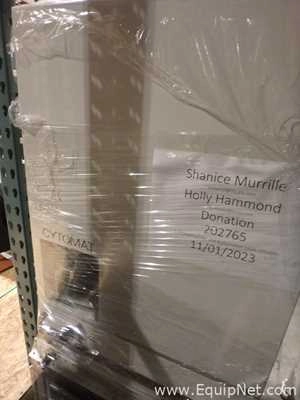 Shanice Murrille
Holly Hammond
Donation
202765
11/01/2023
CYTOMAT
www.EquipNet.com